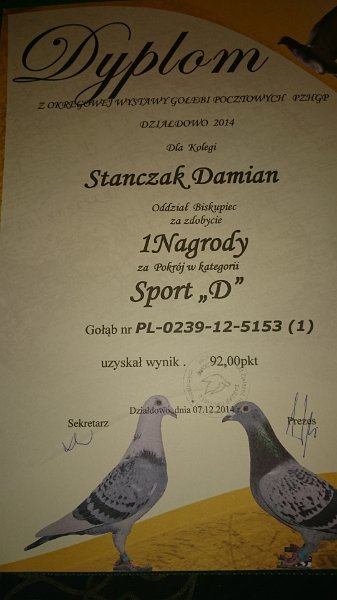 Dyplom
Z OKRĘGOWEJ WYSTAWY GOŁEBI POCZTOWYCH PZHGP
DZIAŁDOWO 2014
Dla Kolegi
Stanczak Damian
Oddział Biskupiec
za zdobycie
1Nagrody
za Pokrój w kategorii
Sport „D”
Gołąb nr PL-0239-12-5153 (1)
uzyskał wynik . 92,00pkt
Działdowo, dnia 07.12.2014 r
Sekretarz Prezes